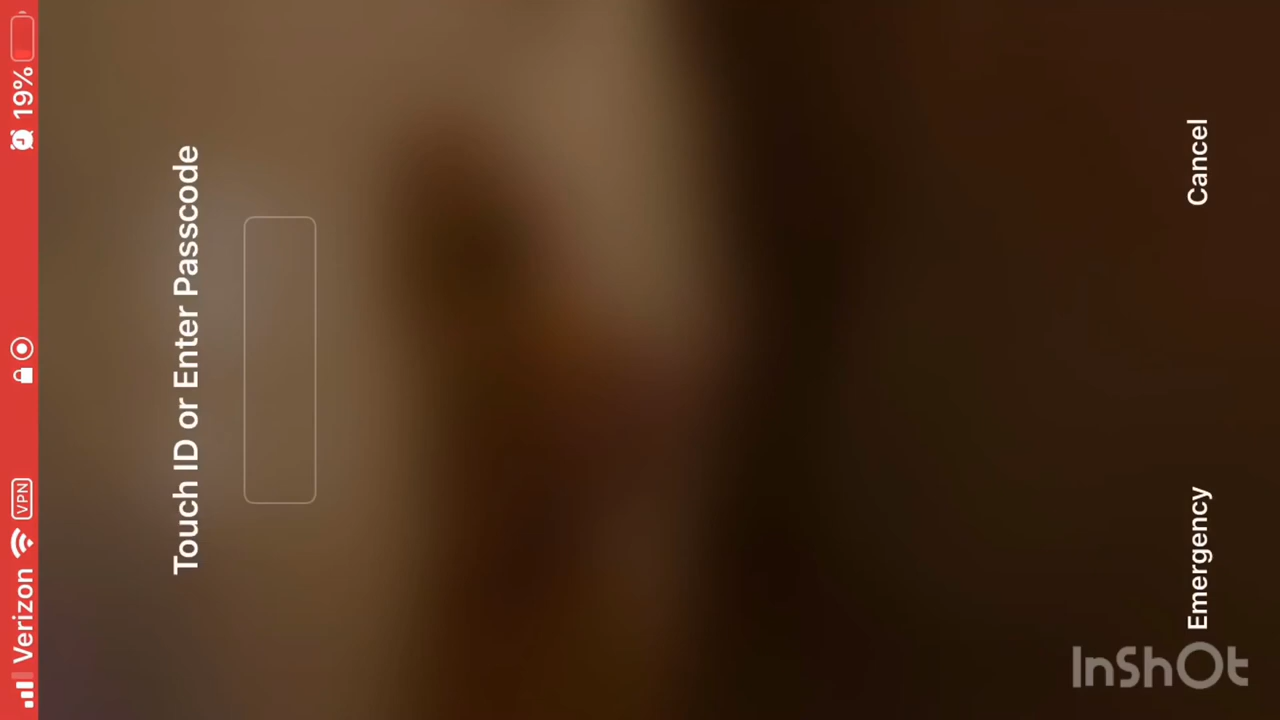 Verizon VPN 19%
Touch ID or Enter Passcode
Emergency Cancel
InShOt